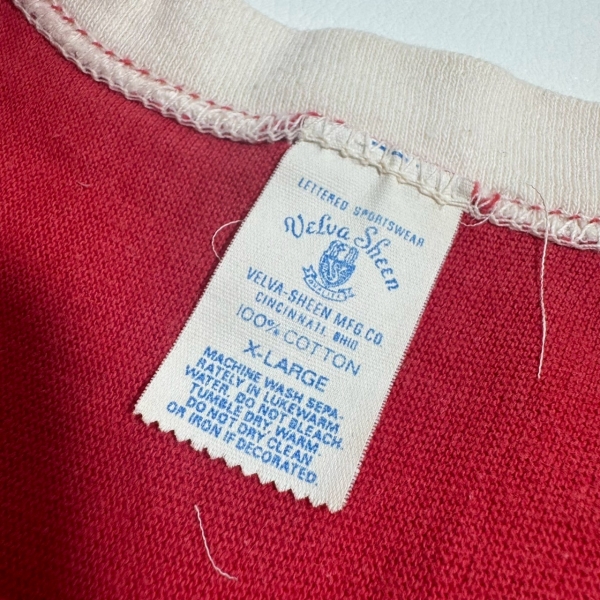 LETTERED SPORTSWEAR
Velva Sheen
QUALITY
VELVA-SHEEN MFG. CO.
CINCINNATI, OHIO
100% COTTON
X-LARGE
MACHINE WASH SEPA-
RATELY IN LUKEWARM
WATER. DO NOT BLEACH.
TUMBLE DRY, WARM.
DO NOT DRY CLEAN
OR IRON IF DECORATED.